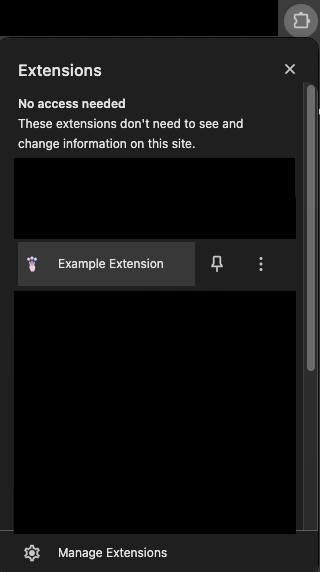 Extensions
No access needed
These extensions don't need to see and
change information on this site.
Example Extension
Manage Extensions